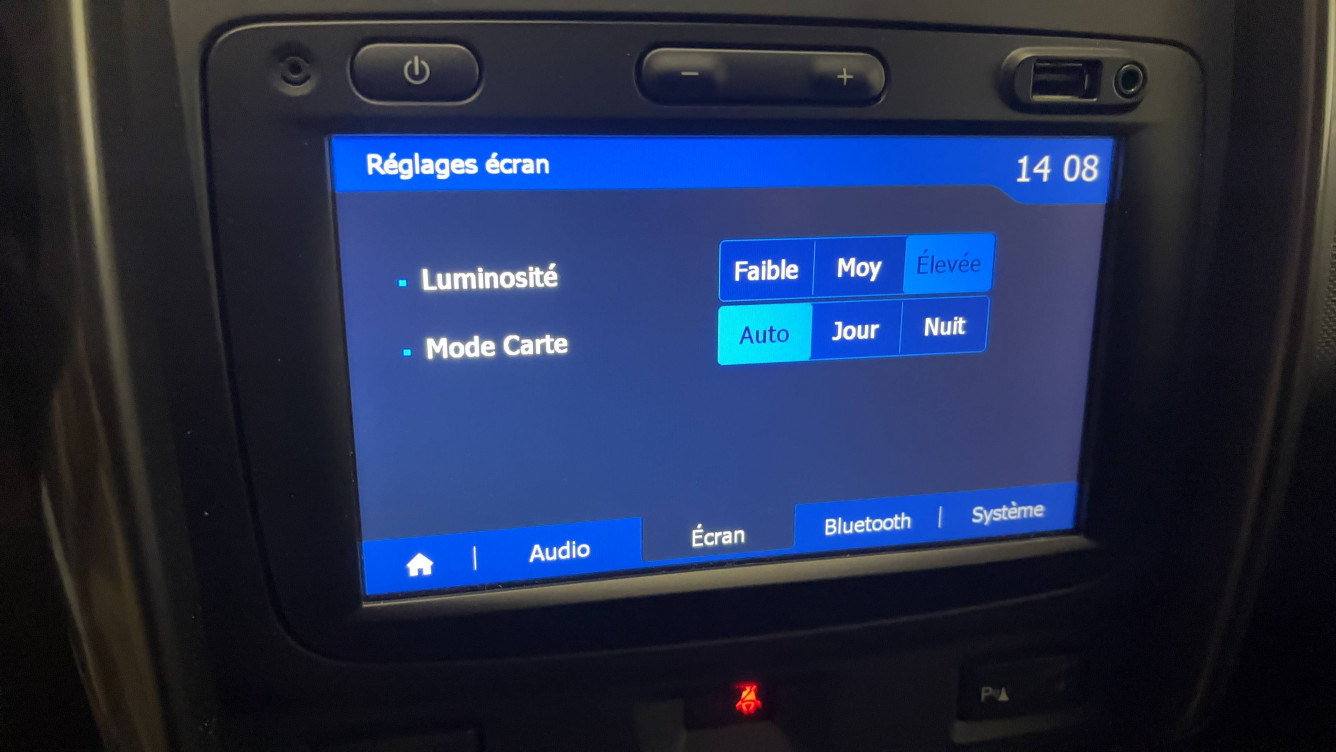 Réglages écran
14 08
Luminosité
Faible Moy Élevée
Mode Carte
Auto Jour Nuit
Audio Écran Bluetooth Système
P